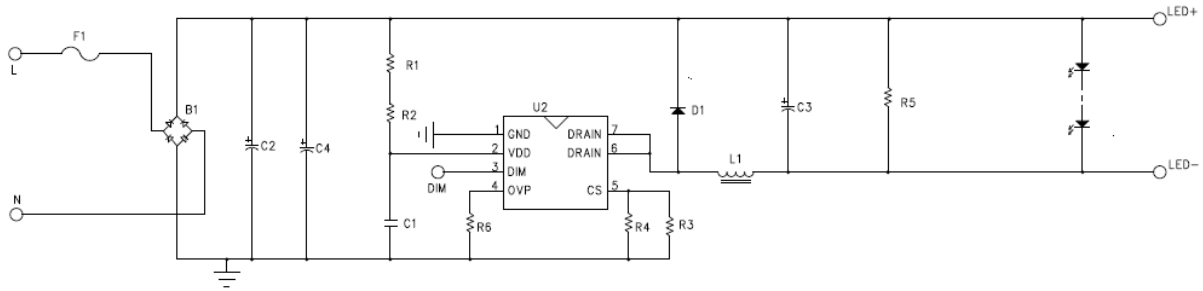 LED+
F1
L
R1
B1
U2
D1
R2
C3
R5
1 GND DRAIN 7
C2
C4
2 VDD DRAIN 6
L1
3 DIM
DIM
4 OVP CS 5
LED-
N
C1
R6
R4
R3